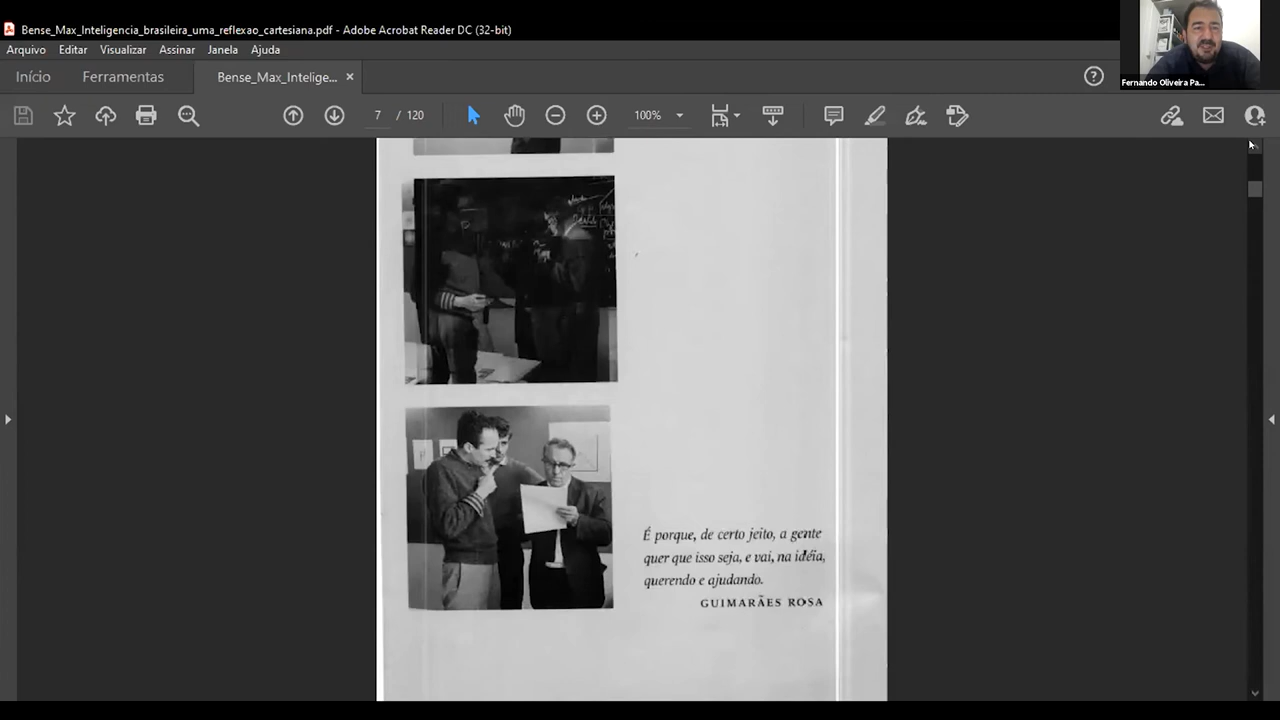 Bense_Max_Inteligencia_brasileira_uma_reflexao_cartesiana.pdf - Adobe Acrobat Reader DC (32-bit)
Arquivo Editar Visualizar Assinar Janela Ajuda
Início Ferramentas Bense_Max_Intelige... ×
7 / 120 100%
Fernando Oliveira Pa...
É porque, de certo jeito, a gente
quer que isso seja, e vai, na idéia,
querendo e ajudando.
GUIMARÃES ROSA